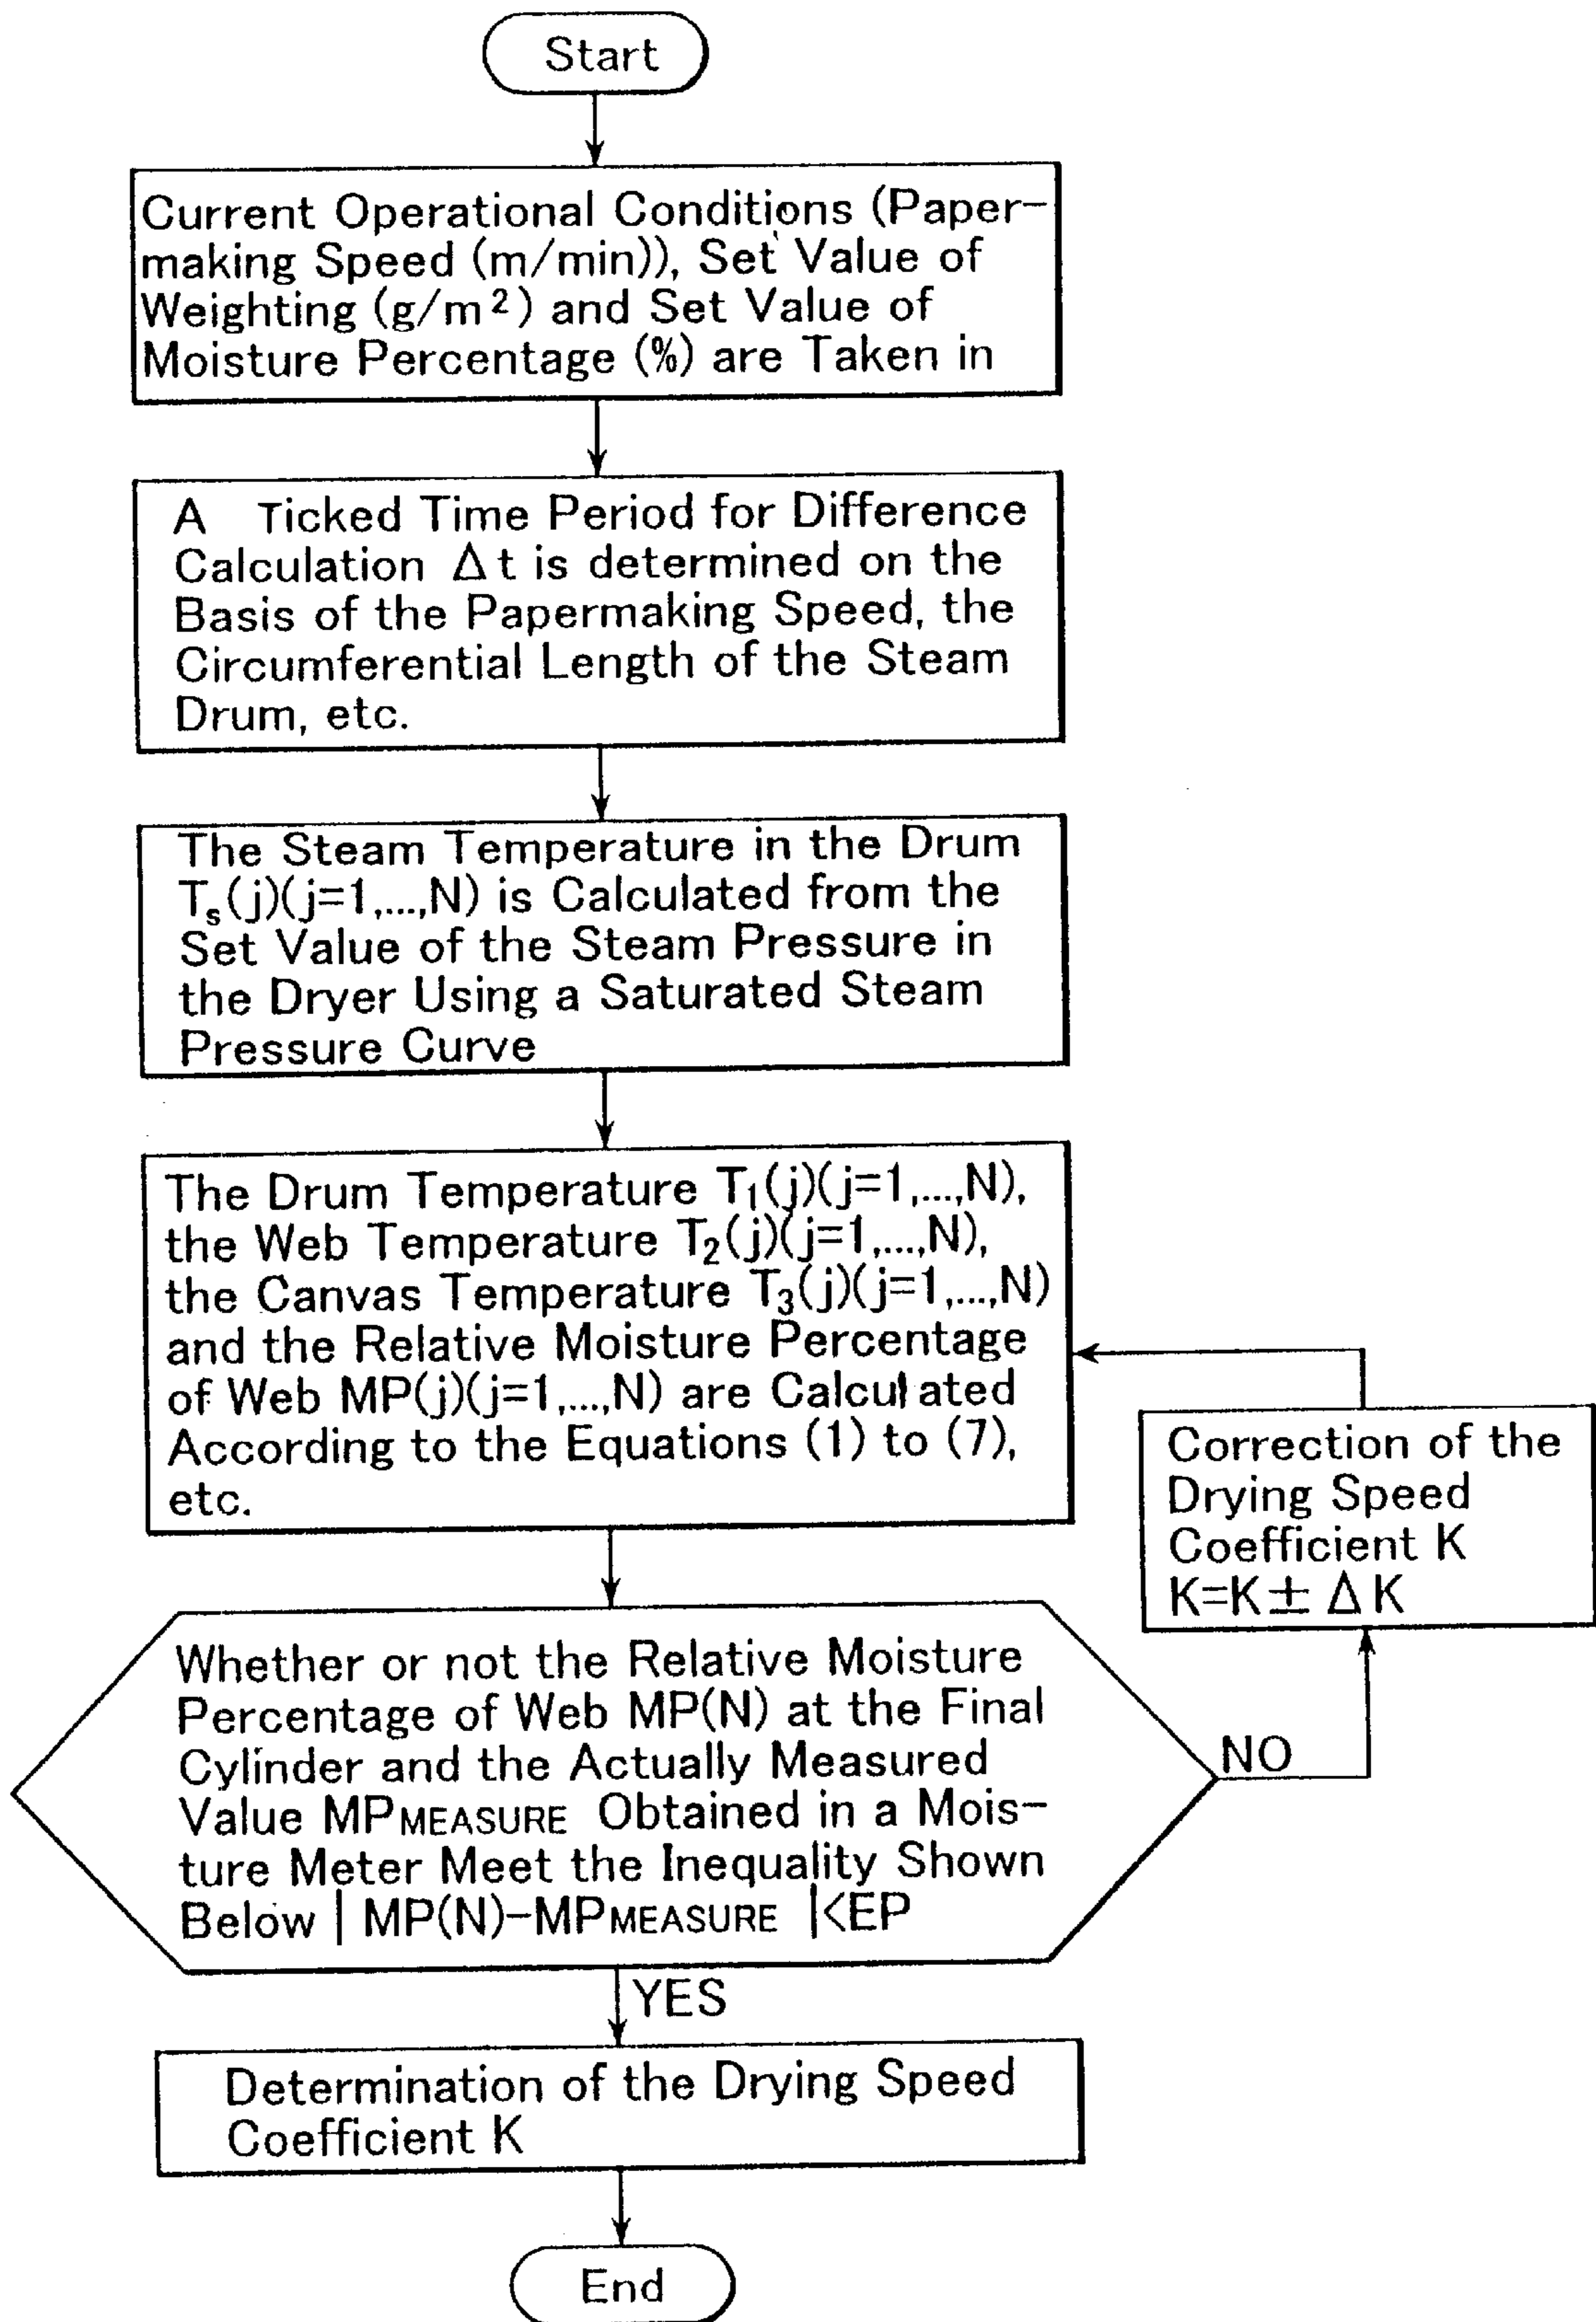 Start
Current Operational Conditions (Paper-
making Speed (m/min)), Set Value of
Weighting (g/m²) and Set Value of
Moisture Percentage (%) are Taken in
A Ticked Time Period for Difference
Calculation Δt is determined on the
Basis of the Papermaking Speed, the
Circumferential Length of the Steam
Drum, etc.
The Steam Temperature in the Drum
Tₛ(j)(j=1,...,N) is Calculated from the
Set Value of the Steam Pressure in
the Dryer Using a Saturated Steam
Pressure Curve
The Drum Temperature T₁(j)(j=1,...,N),
the Web Temperature T₂(j)(j=1,...,N),
the Canvas Temperature T₃(j)(j=1,...,N)
and the Relative Moisture Percentage
of Web MP(j)(j=1,...,N) are Calculated
According to the Equations (1) to (7),
etc.
Correction of the
Drying Speed
Coefficient K
K=K±ΔK
Whether or not the Relative Moisture
Percentage of Web MP(N) at the Final
Cylinder and the Actually Measured
Value MPMEASURE Obtained in a Mois-
ture Meter Meet the Inequality Shown
Below | MP(N)-MPMEASURE |<EP
NO
YES
Determination of the Drying Speed
Coefficient K
End